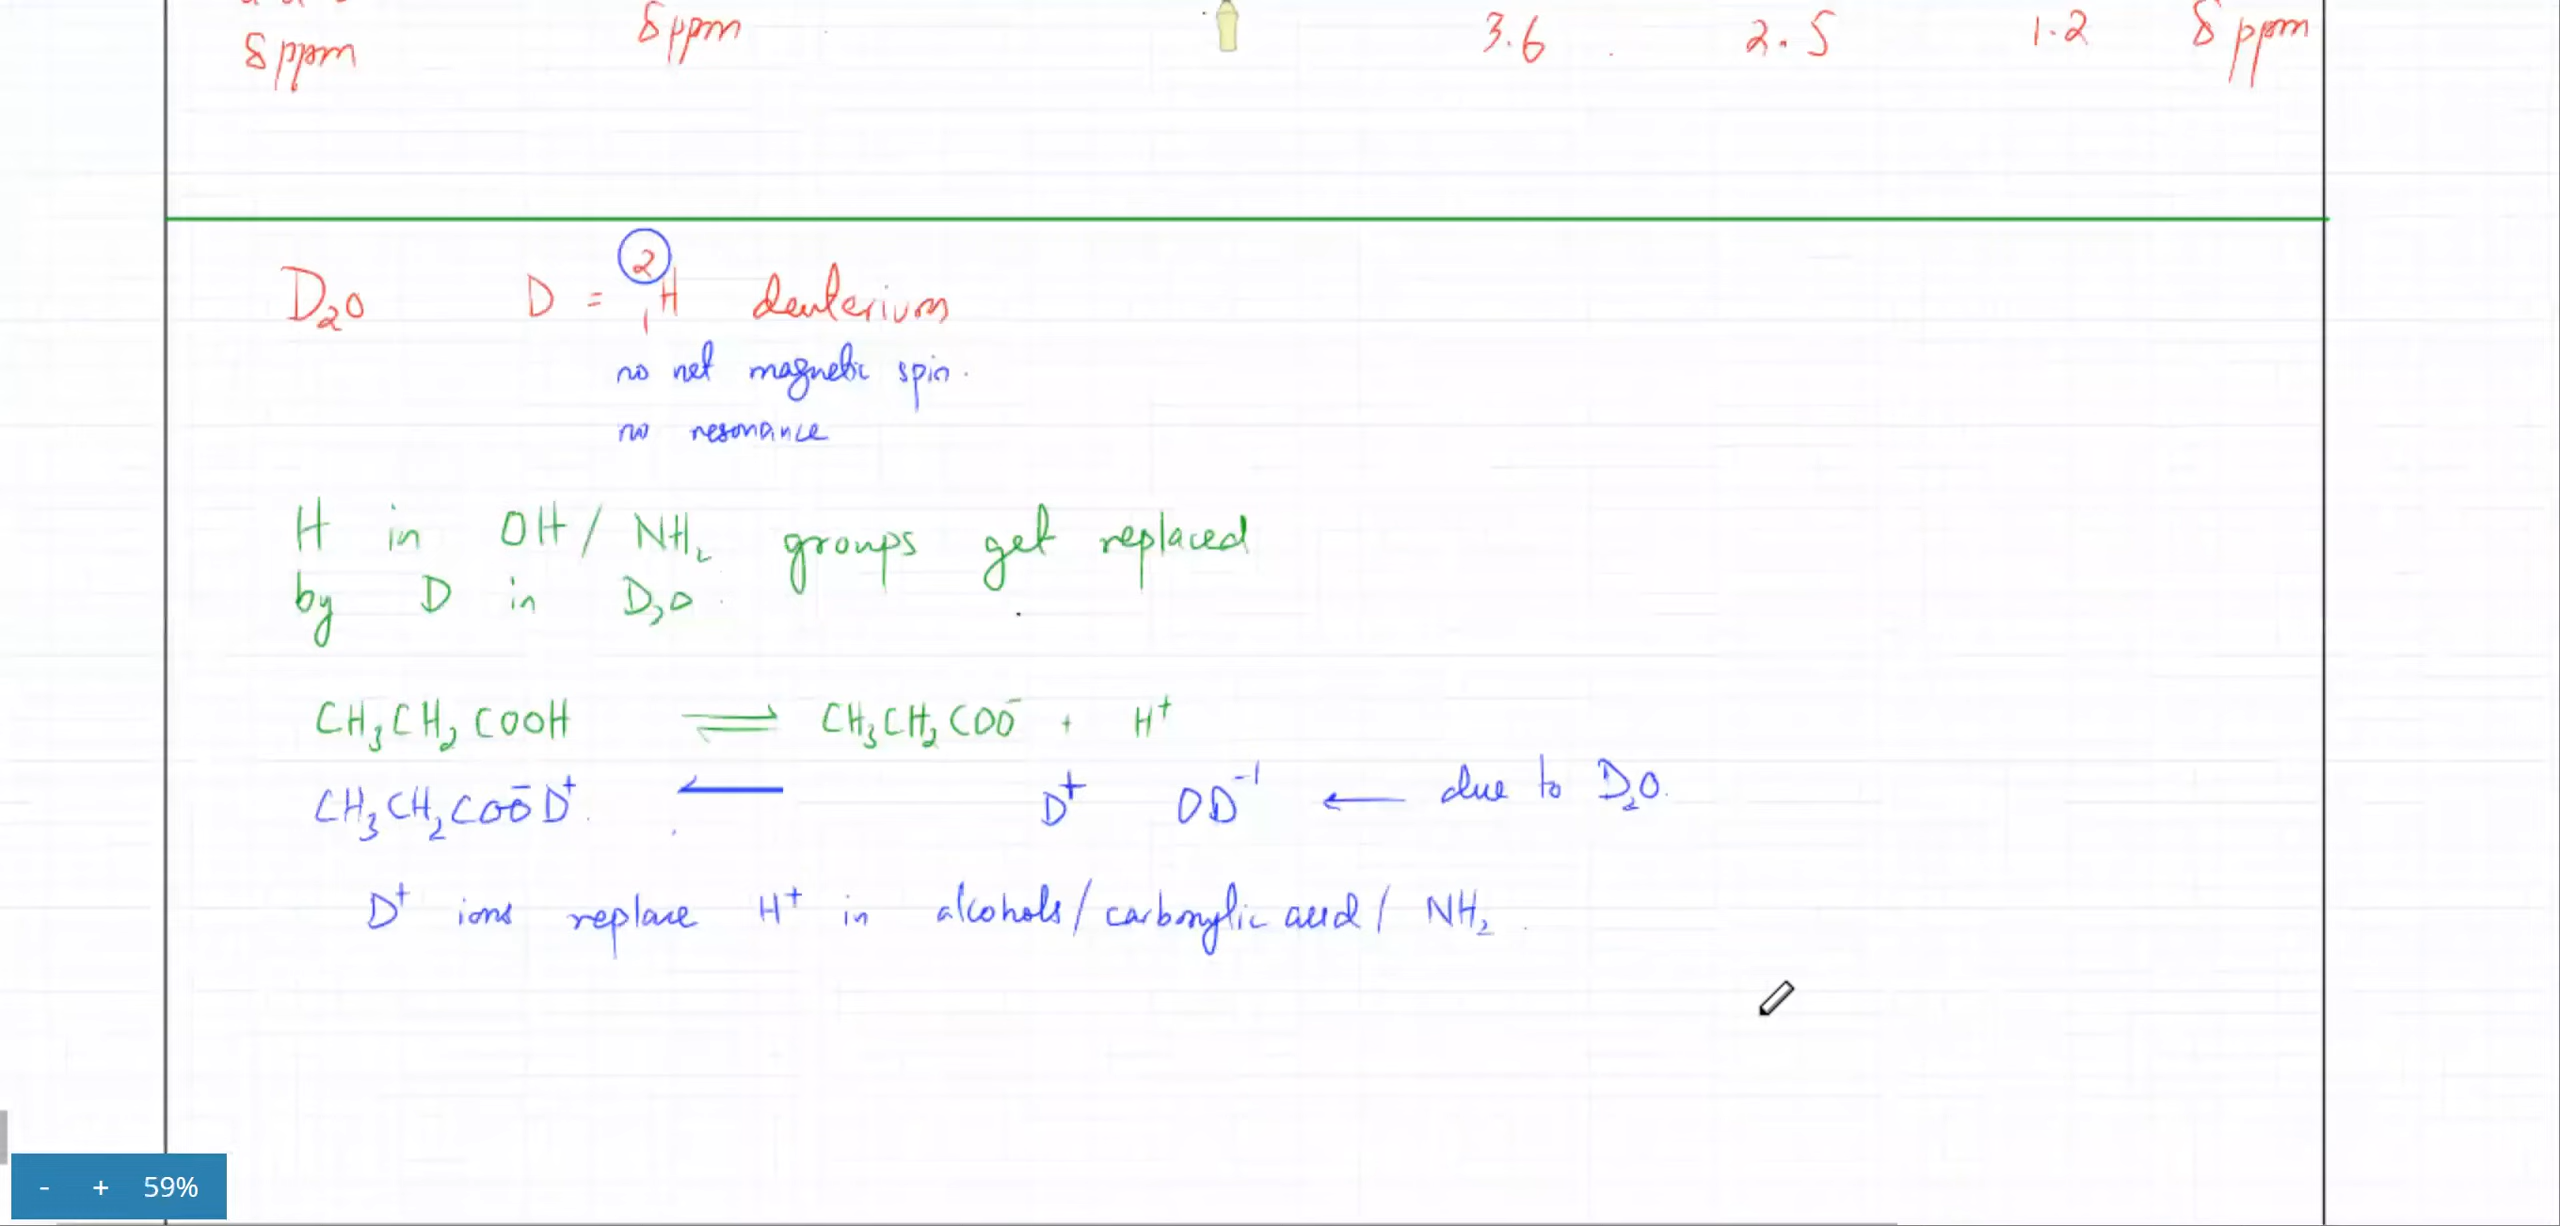 δ ppm δ ppm 3.6 2.5 1.2 δ ppm
D₂O D = ²₁H deuterium
no net magnetic spin.
no resonance
H in OH / NH₂ groups get replaced
by D in D₂O
CH₃CH₂COOH ⇌ CH₃CH₂COO⁻ + H⁺
CH₃CH₂COO⁻D⁺ ← D⁺ OD⁻¹ ← due to D₂O.
D⁺ ions replace H⁺ in alcohols / carboxylic acid / NH₂.
- + 59%